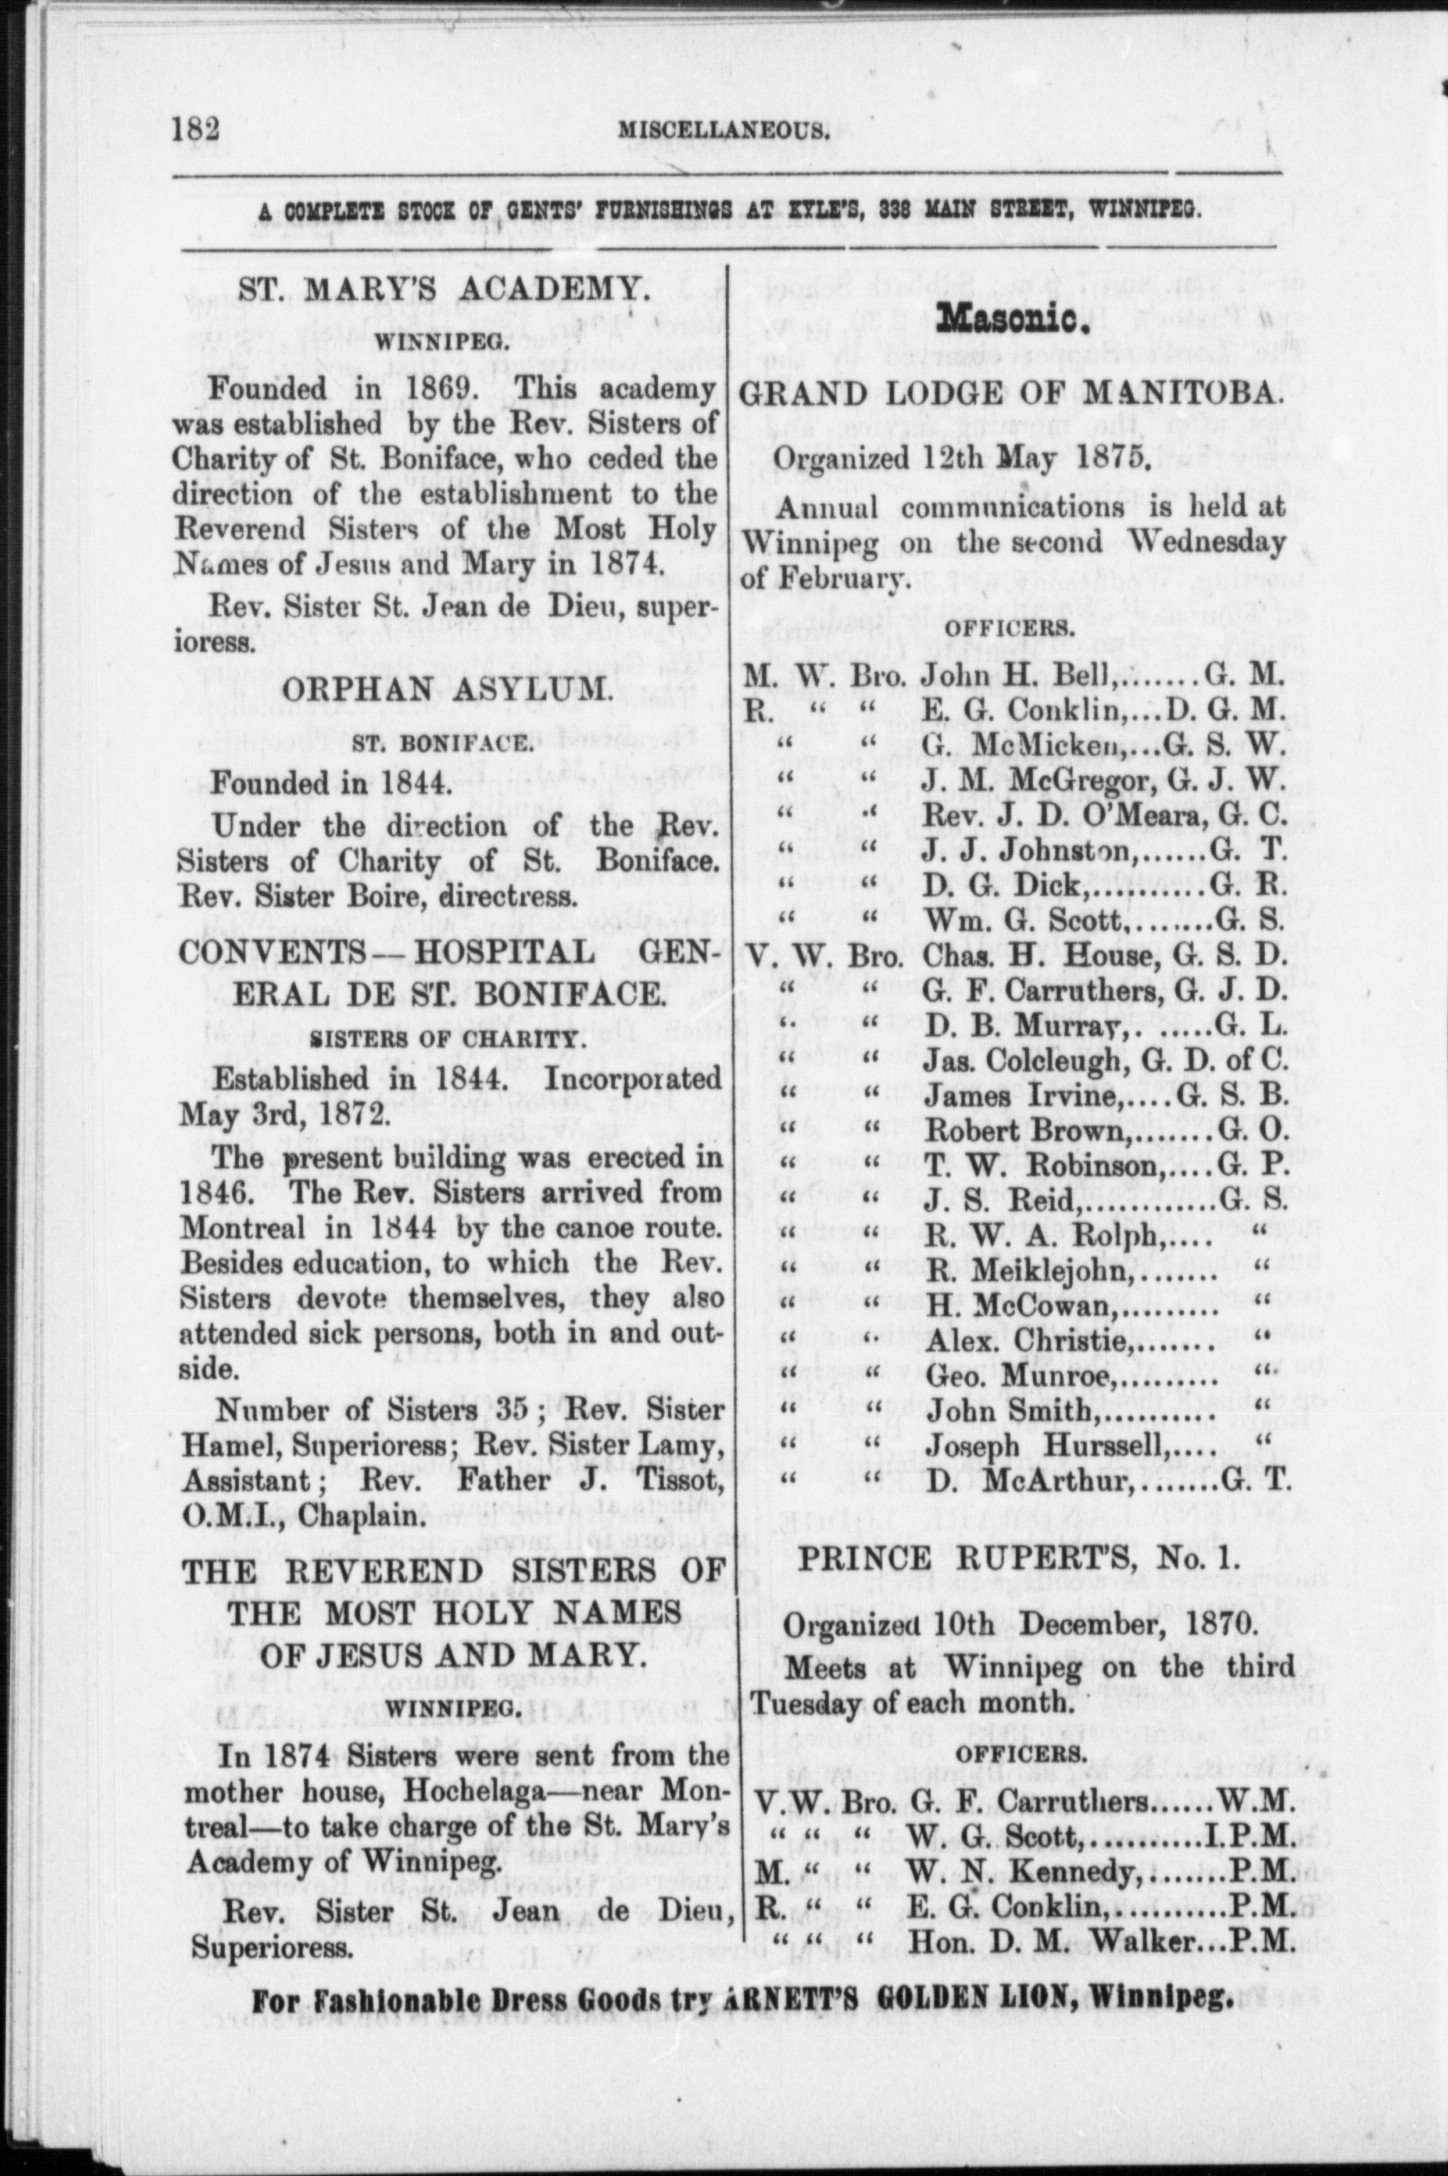 182
MISCELLANEOUS.
A COMPLETE STOCK OF GENTS' FURNISHINGS AT KYLE'S, 338 MAIN STREET, WINNIPEG.
ST. MARY'S ACADEMY.
WINNIPEG.
Founded in 1869. This academy
was established by the Rev. Sisters of
Charity of St. Boniface, who ceded the
direction of the establishment to the
Reverend Sisters of the Most Holy
Names of Jesus and Mary in 1874.
Rev. Sister St. Jean de Dieu, super-
ioress.
ORPHAN ASYLUM.
ST. BONIFACE.
Founded in 1844.
Under the direction of the Rev.
Sisters of Charity of St. Boniface.
Rev. Sister Boire, directress.
CONVENTS—HOSPITAL GEN-
ERAL DE ST. BONIFACE.
SISTERS OF CHARITY.
Established in 1844. Incorporated
May 3rd, 1872.
The present building was erected in
1846. The Rev. Sisters arrived from
Montreal in 1844 by the canoe route.
Besides education, to which the Rev.
Sisters devote themselves, they also
attended sick persons, both in and out-
side.
Number of Sisters 35; Rev. Sister
Hamel, Superioress; Rev. Sister Lamy,
Assistant; Rev. Father J. Tissot,
O.M.I., Chaplain.
THE REVEREND SISTERS OF
THE MOST HOLY NAMES
OF JESUS AND MARY.
WINNIPEG.
In 1874 Sisters were sent from the
mother house, Hochelaga—near Mon-
treal—to take charge of the St. Mary's
Academy of Winnipeg.
Rev. Sister St. Jean de Dieu,
Superioress.
Masonic.
GRAND LODGE OF MANITOBA.
Organized 12th May 1875.
Annual commnnications is held at
Winnipeg on the second Wednesday
of February.
OFFICERS.
M. W. Bro. John H. Bell,.......G. M.
R. " " E. G. Conklin,...D. G. M.
" " G. McMicken,...G. S. W.
" " J. M. McGregor, G. J. W.
" " Rev. J. D. O'Meara, G. C.
" " J. J. Johnston,......G. T.
" " D. G. Dick,..........G. R.
" " Wm. G. Scott,.......G. S.
V. W. Bro. Chas. H. House, G. S. D.
" " G. F. Carruthers, G. J. D.
" " D. B. Murray,.......G. L.
" " Jas. Colcleugh, G. D. of C.
" " James Irvine,....G. S. B.
" " Robert Brown,.......G. O.
" " T. W. Robinson,....G. P.
" " J. S. Reid,............G. S.
" " R. W. A. Rolph,.... "
" " R. Meiklejohn,....... "
" " H. McCowan,......... "
" " Alex. Christie,....... "
" " Geo. Munroe,......... "
" " John Smith,.......... "
" " Joseph Hurssell,.... "
" " D. McArthur,.......G. T.
PRINCE RUPERT'S, No. 1.
Organized 10th December, 1870.
Meets at Winnipeg on the third
Tuesday of each month.
OFFICERS.
V.W. Bro. G. F. Carruthers......W.M.
" " " W. G. Scott,...........I.P.M.
M. " " W. N. Kennedy,.......P.M.
R. " " E. G. Conklin,..........P.M.
" " " Hon. D. M. Walker...P.M.
For Fashionable Dress Goods try ARNETT'S GOLDEN LION, Winnipeg.